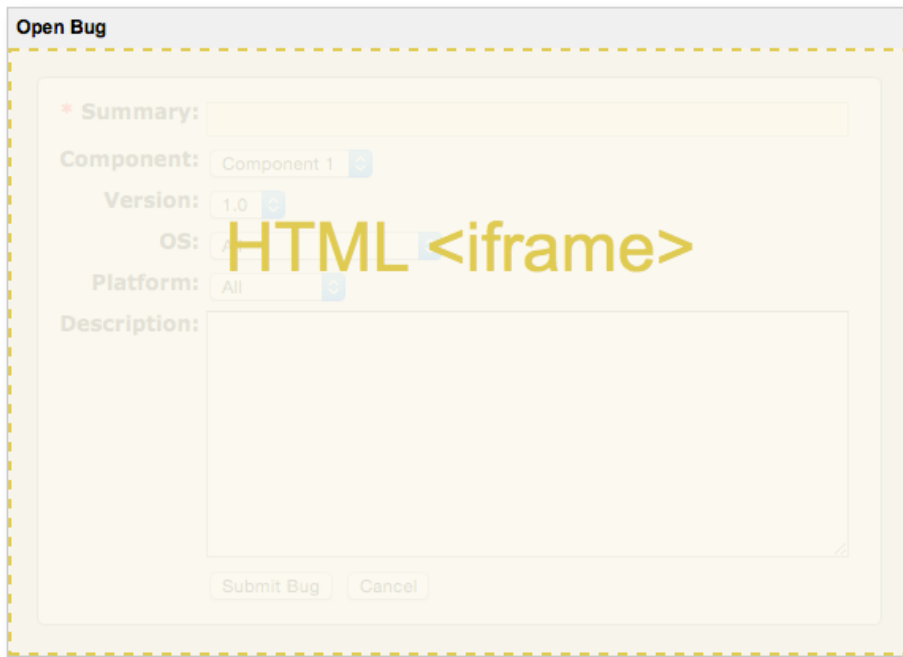 Open Bug
* Summary:
Component: Component 1
Version: 1.0
HTML <iframe>
OS:
Platform: All
Description:
Submit Bug Cancel